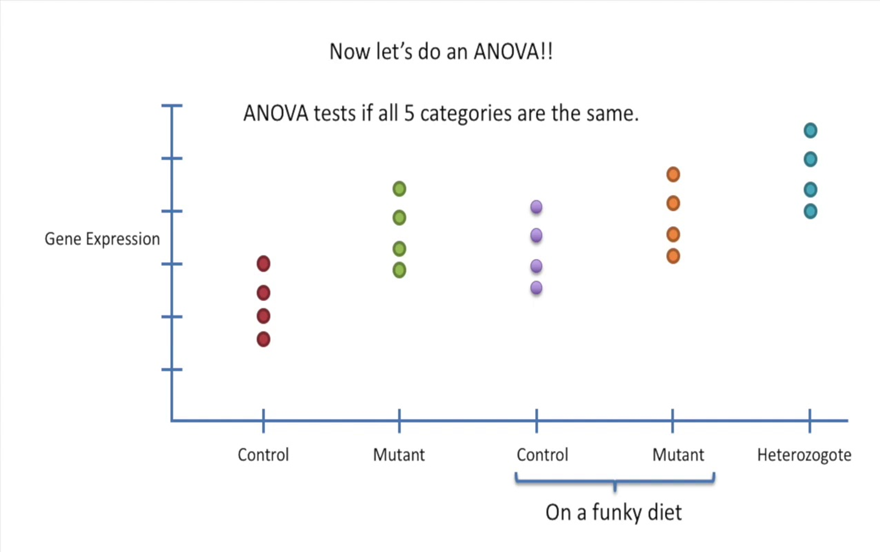 Now let's do an ANOVA!!
ANOVA tests if all 5 categories are the same.
Gene Expression
Control Mutant Control Mutant Heterozogote
On a funky diet